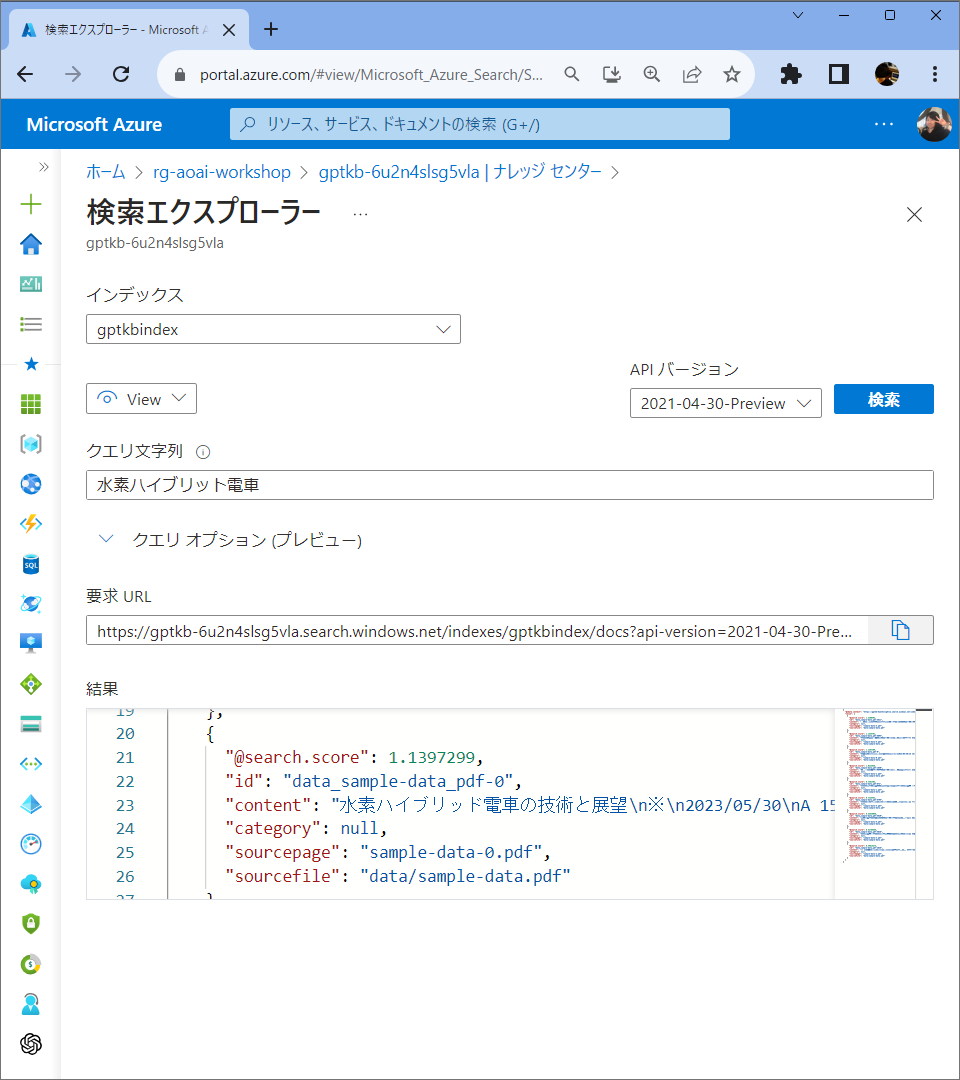 検索エクスプローラー - Microsoft A
portal.azure.com/#view/Microsoft_Azure_Search/S...
Microsoft Azure
リソース、サービス、ドキュメントの検索 (G+/)
ホーム > rg-aoai-workshop > gptkb-6u2n4slsg5vla | ナレッジ センター >
検索エクスプローラー ...
gptkb-6u2n4slsg5vla
インデックス
gptkbindex
API バージョン
View
2021-04-30-Preview
検索
クエリ文字列
水素ハイブリット電車
クエリ オプション (プレビュー)
要求 URL
https://gptkb-6u2n4slsg5vla.search.windows.net/indexes/gptkbindex/docs?api-version=2021-04-30-Pre...
結果
19 },
20 {
21 "@search.score": 1.1397299,
22 "id": "data_sample-data_pdf-0",
23 "content": "水素ハイブリッド電車の技術と展望\n※\n2023/05/30\nA 15
24 "category": null,
25 "sourcepage": "sample-data-0.pdf",
26 "sourcefile": "data/sample-data.pdf"
27 }
SQL